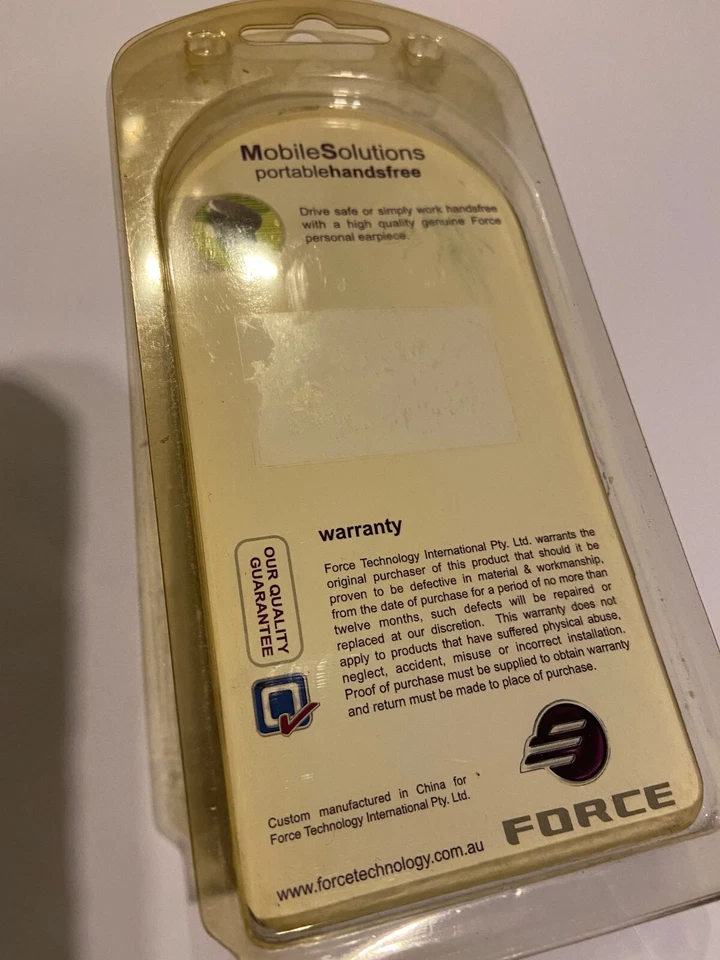 MobileSolutions
portablehandsfree
Drive safe or simply work handsfree
with a high quality genuine Force
personal earpiece.
warranty
Force Technology International Pty. Ltd. warrants the
original purchaser of this product that should it be
proven to be defective in material & workmanship,
from the date of purchase for a period of no more than
twelve months, such defects will be repaired or
replaced at our discretion. This warranty does not
apply to products that have suffered physical abuse,
neglect, accident, misuse or incorrect installation.
Proof of purchase must be supplied to obtain warranty
and return must be made to place of purchase.
OUR QUALITY
GUARANTEE
Custom manufactured in China for
Force Technology International Pty. Ltd.
FORCE
www.forcetechnology.com.au